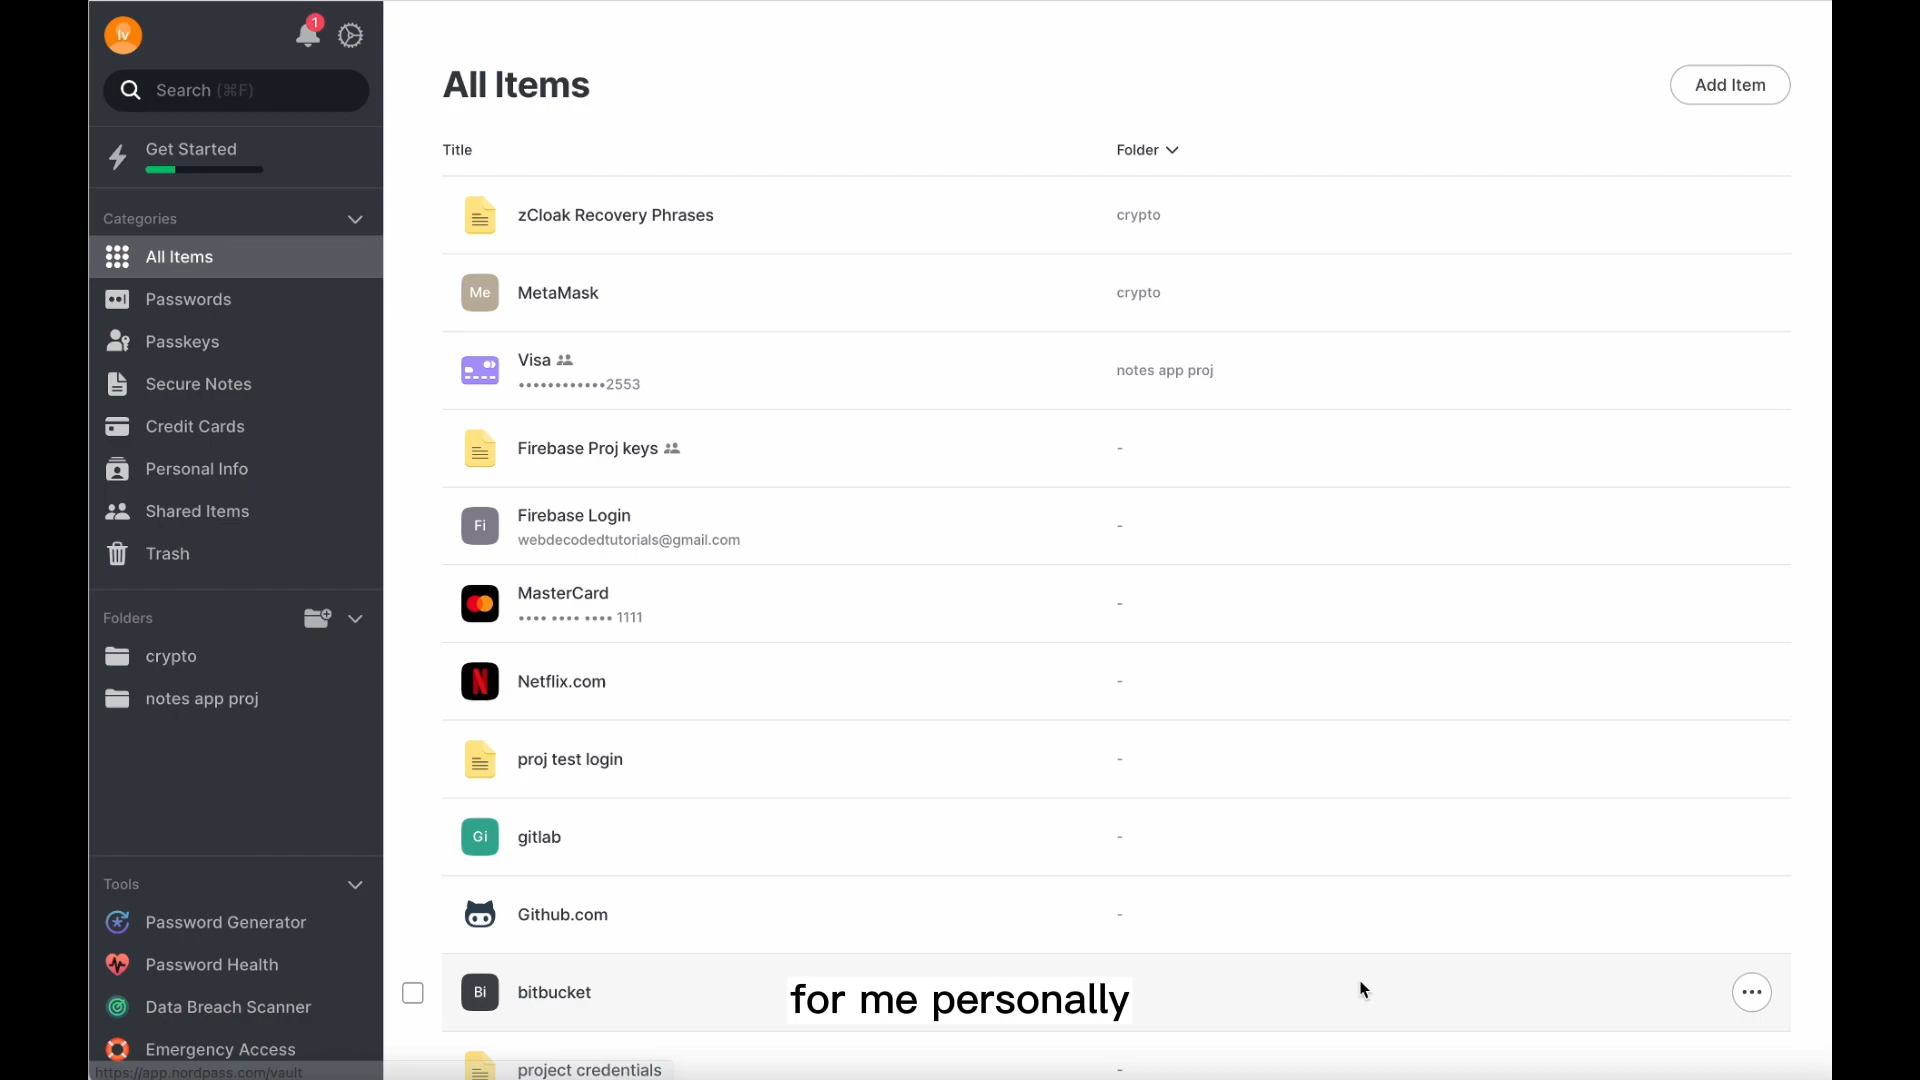 lv
1
Search (⌘F)
Get Started
Categories
All Items
Passwords
Passkeys
Secure Notes
Credit Cards
Personal Info
Shared Items
Trash
Folders
crypto
notes app proj
Tools
Password Generator
Password Health
Data Breach Scanner
Emergency Access
https://app.nordpass.com/vault
All Items
Add Item
Title
Folder
zCloak Recovery Phrases
crypto
Me
MetaMask
crypto
Visa
••••••••••••2553
notes app proj
Firebase Proj keys
-
Fi
Firebase Login
webdecodedtutorials@gmail.com
-
MasterCard
•••• •••• •••• 1111
-
N
Netflix.com
-
proj test login
-
Gi
gitlab
-
Github.com
-
Bi
bitbucket
for me personally
project credentials
-